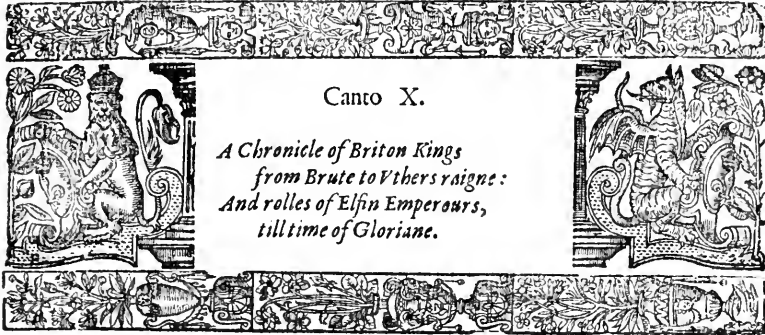 Canto X.
A Chronicle of Briton Kings
from Brute to Vthers raigne:
And rolles of Elfin Emperours,
till time of Gloriane.